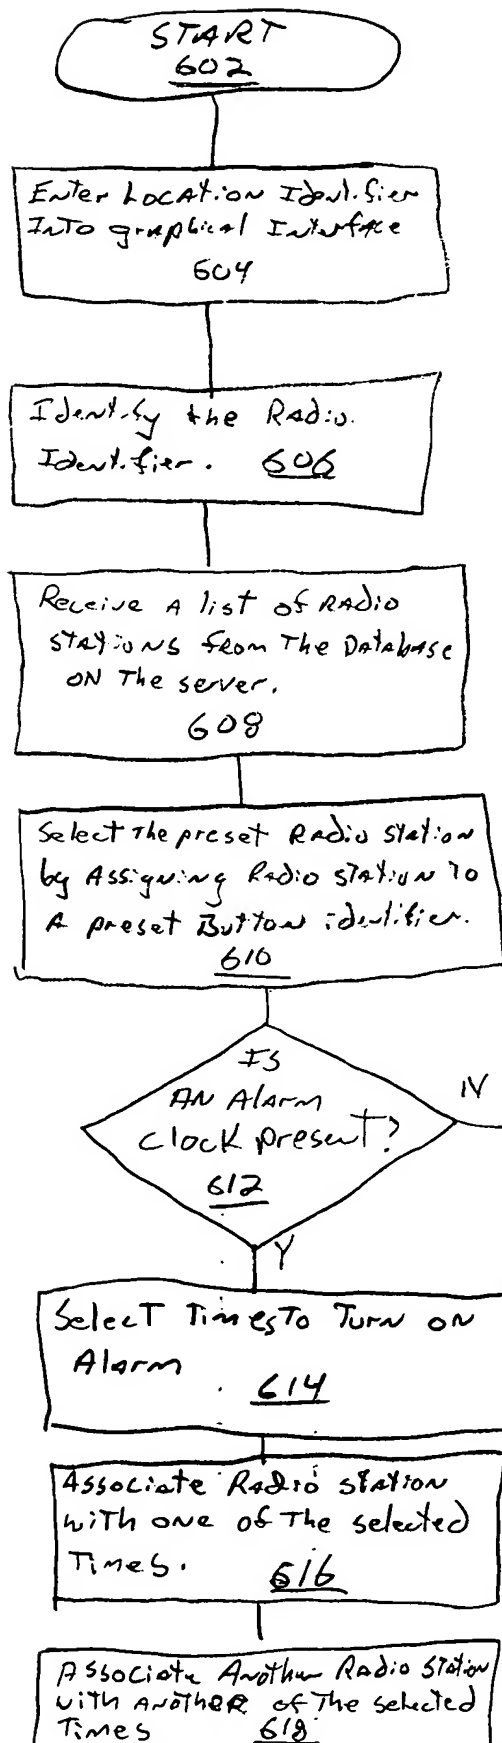 START
602
Enter Location Identifier
Into graphical Interface
604
Identify the Radio
Identifier. 606
Receive A list of Radio
stations from The Database
ON The server.
608
Select The preset Radio station
by Assigning Radio station To
A preset Button identifier.
610
Is
AN Alarm
clock present?
612
N
Y
Select Times To Turn on
Alarm
614
Associate Radio station
with one of The selected
Times. 616
Associate Another Radio station
with another of The selected
Times 618